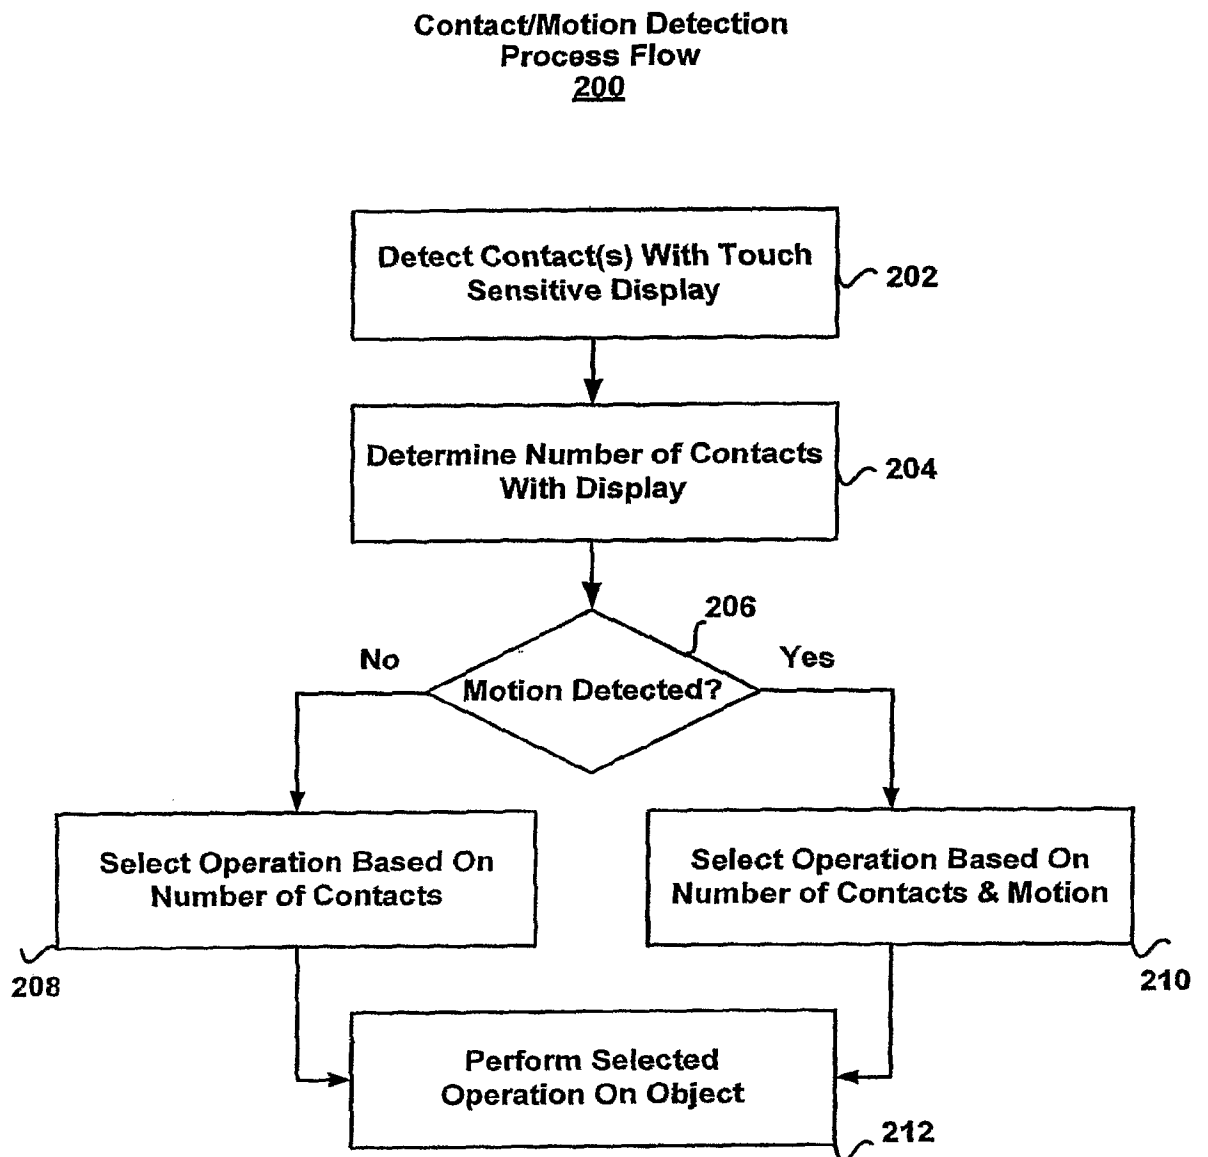 Contact/Motion Detection
Process Flow
200
Detect Contact(s) With Touch
Sensitive Display
202
Determine Number of Contacts
With Display
204
206
No
Yes
Motion Detected?
Select Operation Based On
Number of Contacts
208
Select Operation Based On
Number of Contacts & Motion
210
Perform Selected
Operation On Object
212